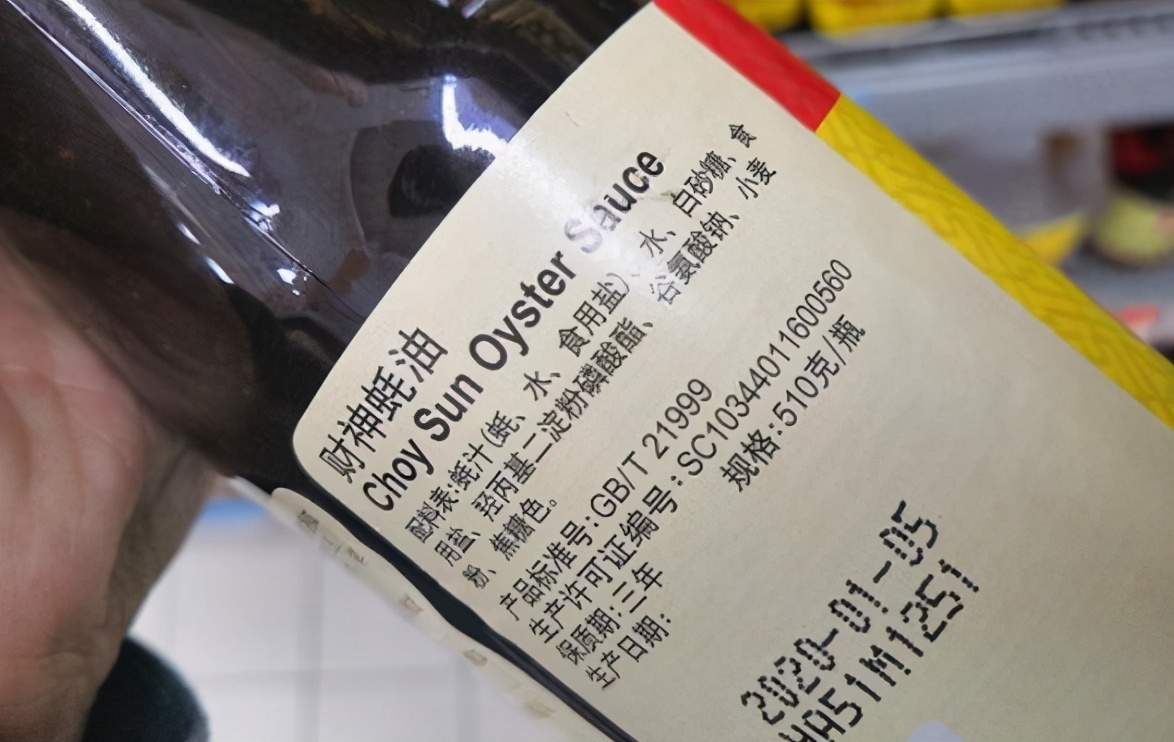 财神蚝油
Choy Sun Oyster Sauce
配料表:蚝汁(蚝、水、食用盐)、水、白砂糖、食
用盐、羟丙基二淀粉磷酸酯、谷氨酸钠、小麦
粉、焦糖色。
产品标准号:GB/T 21999
生产许可证编号:SC10344011600560
保质期:三年
规格:510克/瓶
生产日期:
2020-01-05
HA51M1251